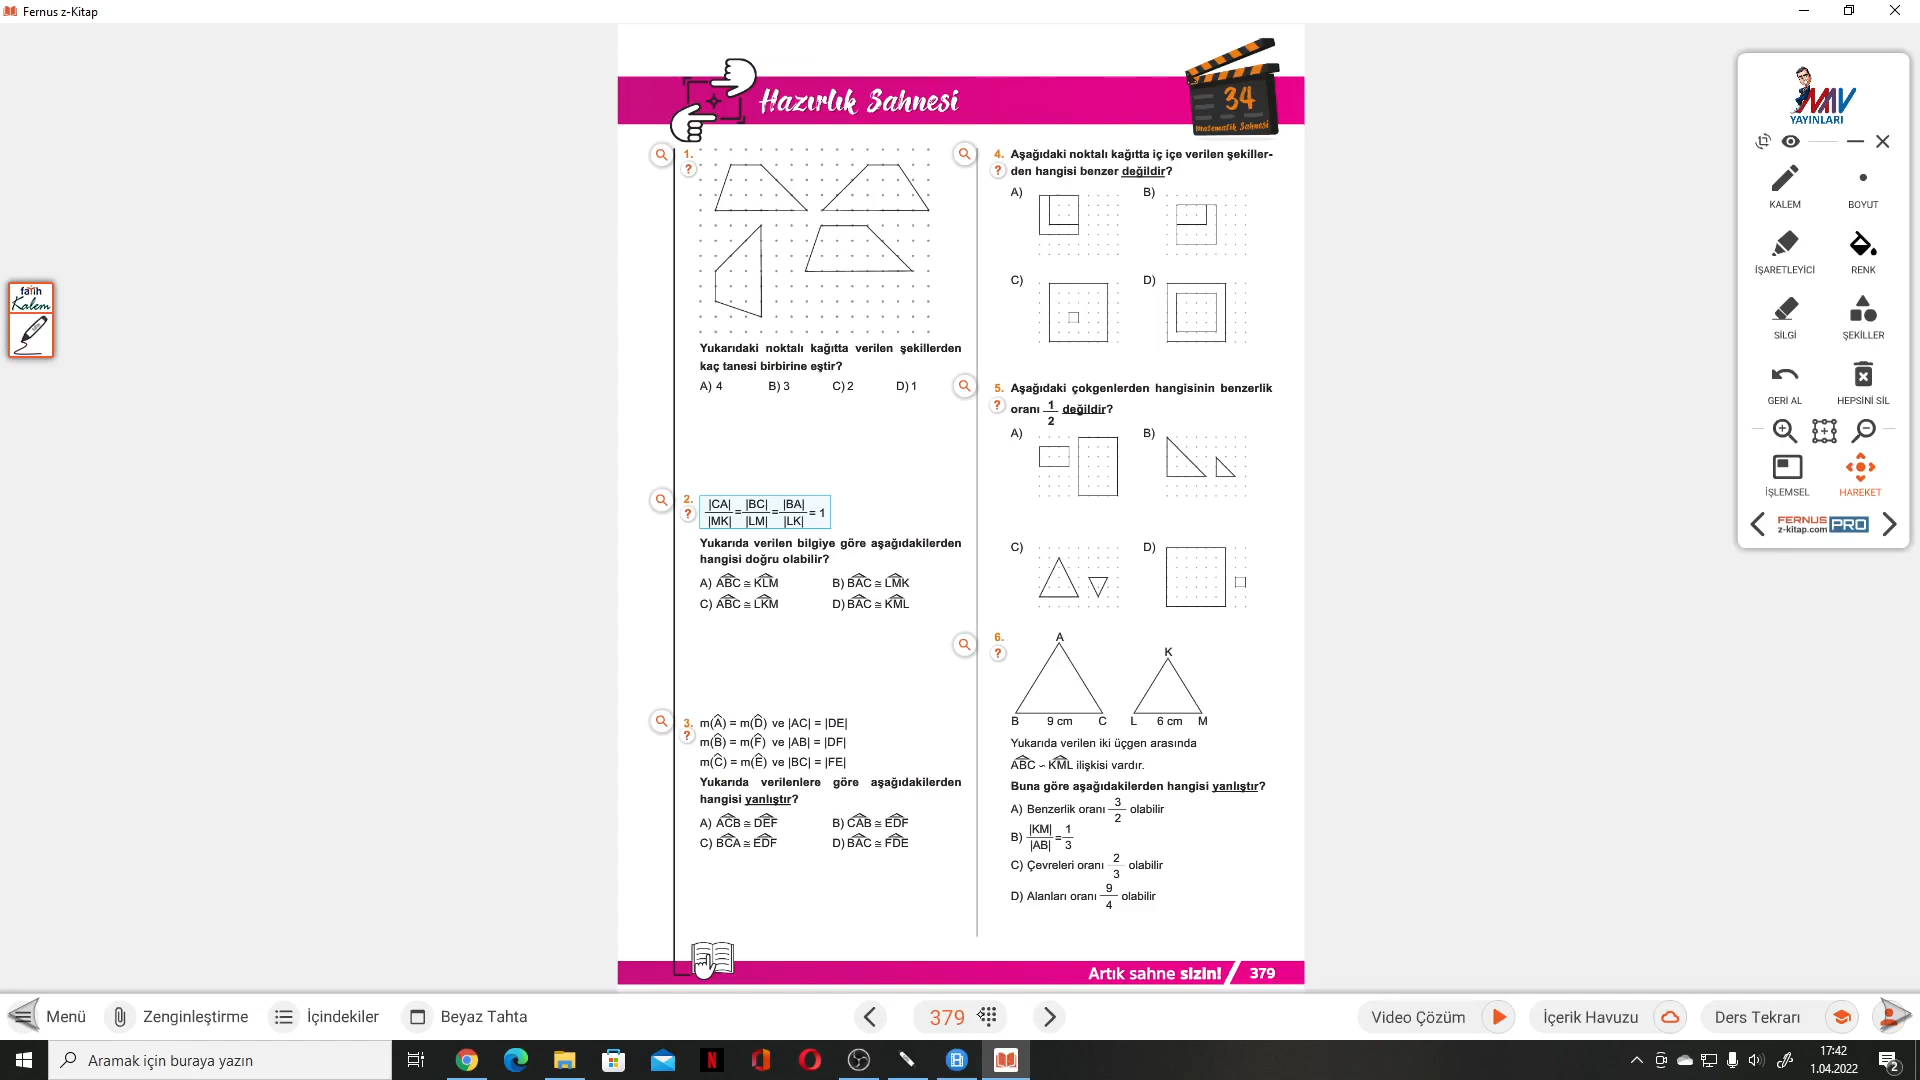 Fernus z-Kitap
Hazırlık Sahnesi
34
Matematik Sahnesi
1.
?
Yukarıdaki noktalı kağıtta verilen şekillerden
kaç tanesi birbirine eştir?
A) 4 B) 3 C) 2 D) 1
2.
?
|CA|/|MK| = |BC|/|LM| = |BA|/|LK| = 1
Yukarıda verilen bilgiye göre aşağıdakilerden
hangisi doğru olabilir?
A) ABC ≅ KLM B) BAC ≅ LMK
C) ABC ≅ LKM D) BAC ≅ KML
3.
?
m(Â) = m(D̂) ve |AC| = |DE|
m(B̂) = m(F̂) ve |AB| = |DF|
m(Ĉ) = m(Ê) ve |BC| = |FE|
Yukarıda verilenlere göre aşağıdakilerden
hangisi yanlıştır?
A) ACB ≅ DEF B) CAB ≅ EDF
C) BCA ≅ EDF D) BAC ≅ FDE
4. Aşağıdaki noktalı kağıtta iç içe verilen şekiller-
? den hangisi benzer değildir?
A) B)
C) D)
5. Aşağıdaki çokgenlerden hangisinin benzerlik
? oranı 1/2 değildir?
A) B)
C) D)
6.
?
A
K
B 9 cm C L 6 cm M
Yukarıda verilen iki üçgen arasında
ABC ∽ KML ilişkisi vardır.
Buna göre aşağıdakilerden hangisi yanlıştır?
A) Benzerlik oranı 3/2 olabilir
B) |KM|/|AB| = 1/3
C) Çevreleri oranı 2/3 olabilir
D) Alanları oranı 9/4 olabilir
Artık sahne sizin! 379
fatih
Kalem
MAV
YAYINLARI
KALEM BOYUT
İŞARETLEYİCİ RENK
SİLGİ ŞEKİLLER
GERİ AL HEPSİNİ SİL
İŞLEMSEL HAREKET
FERNUS
z-kitap.com PRO
Menü Zenginleştirme İçindekiler Beyaz Tahta 379 Video Çözüm İçerik Havuzu Ders Tekrarı
Aramak için buraya yazın
17:42
1.04.2022
2